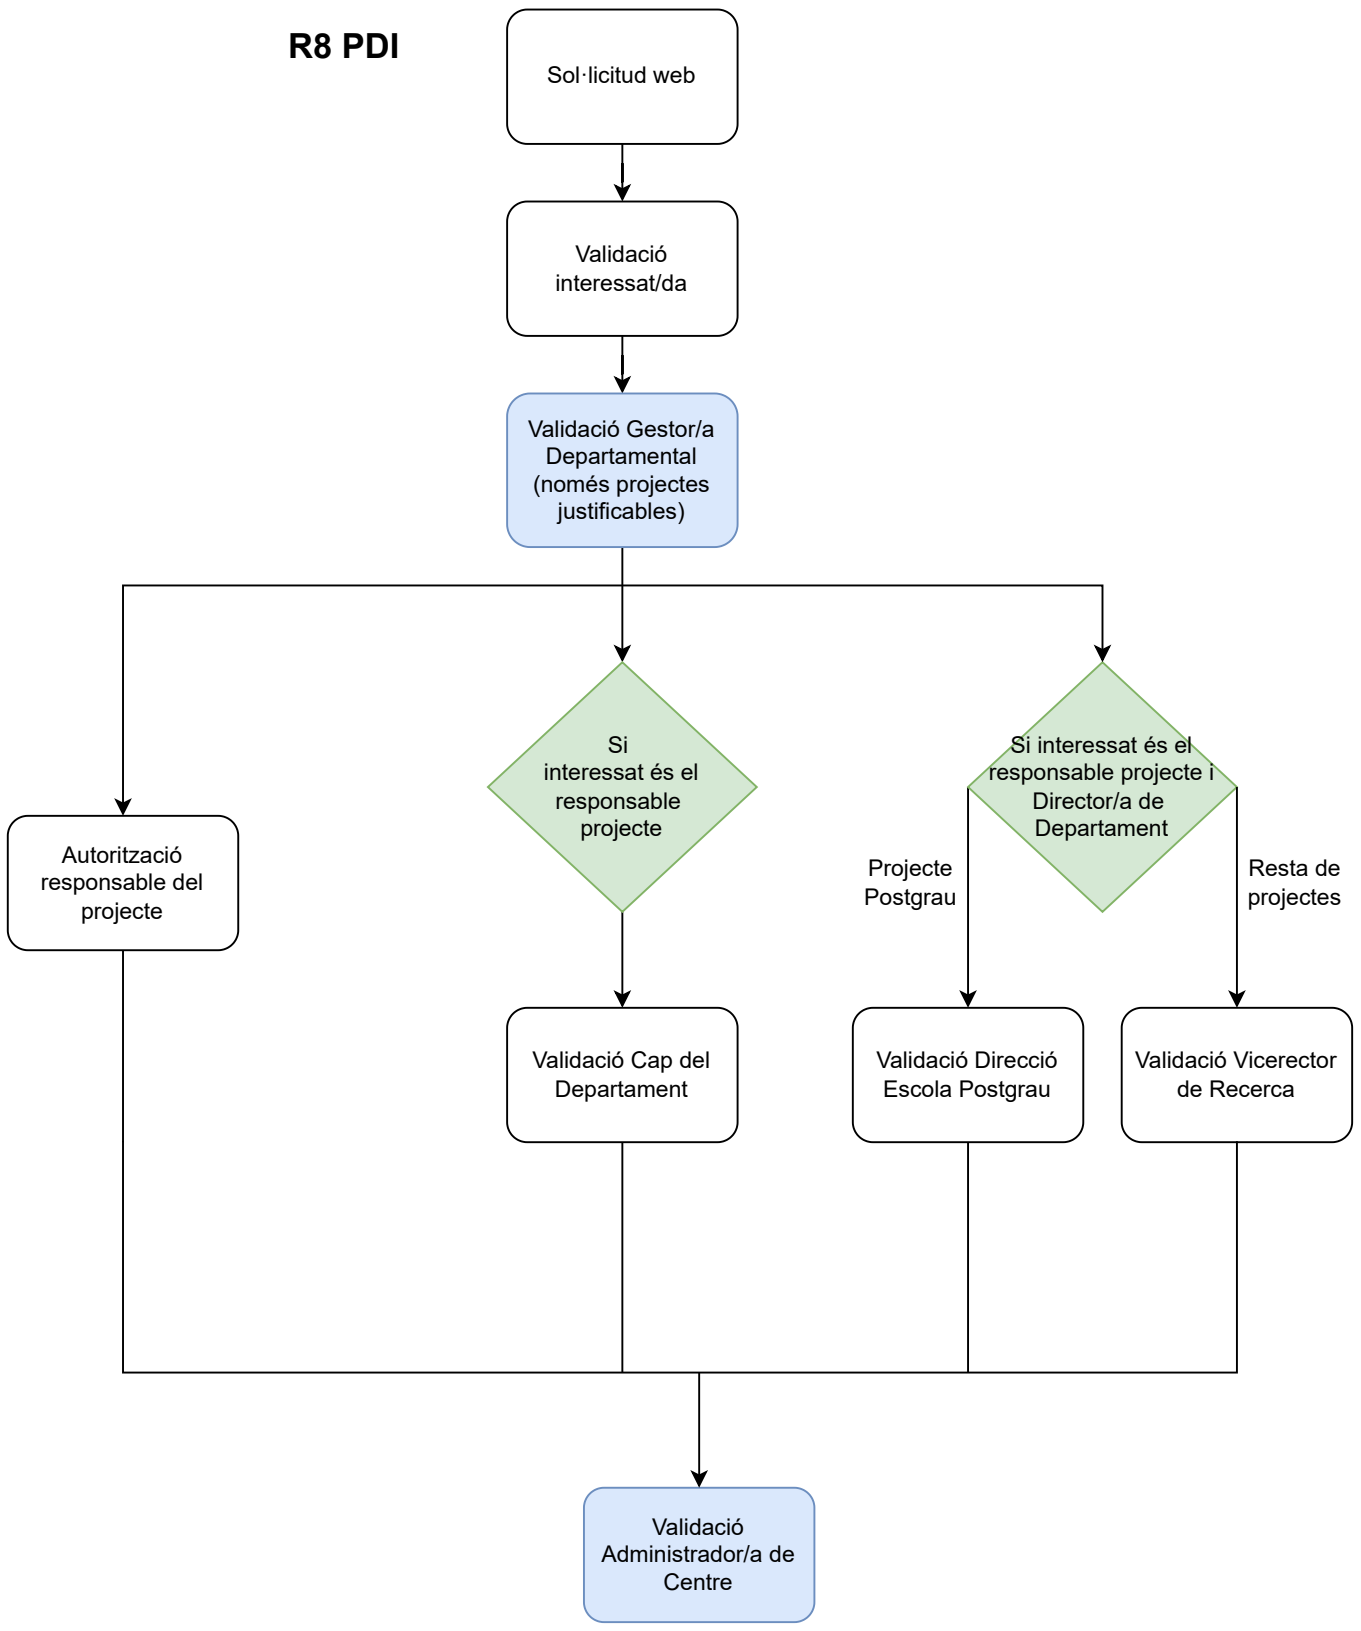 R8 PDI
Sol·licitud web
Validació
interessat/da
Validació Gestor/a
Departamental
(només projectes
justificables)
Si
interessat és el
responsable
projecte
Si interessat és el
responsable projecte i
Director/a de
Departament
Autorització
responsable del
projecte
Projecte
Postgrau
Resta de
projectes
Validació Cap del
Departament
Validació Direcció
Escola Postgrau
Validació Vicerector
de Recerca
Validació
Administrador/a de
Centre